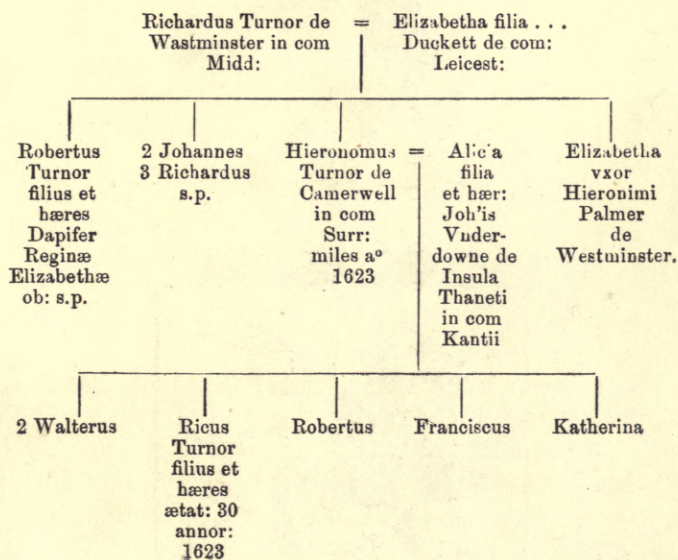 Richardus Turnor de
Wastminster in com
Midd:
=
Elizabetha filia . . .
Duckett de com:
Leicest:
Robertus
Turnor
filius et
hæres
Dapifer
Reginæ
Elizabethæ
ob: s.p.
2 Johannes
3 Richardus
s.p.
Hieronomus
Turnor de
Camerwell
in com
Surr:
miles aº
1623
=
Alic'a
filia
et hær:
Joh'is
Vnder-
downe de
Insula
Thaneti
in com
Kantii
Elizabetha
vxor
Hieronimi
Palmer
de
Westminster.
2 Walterus
Ricus
Turnor
filius et
hæres
ætat: 30
annor:
1623
Robertus
Franciscus
Katherina